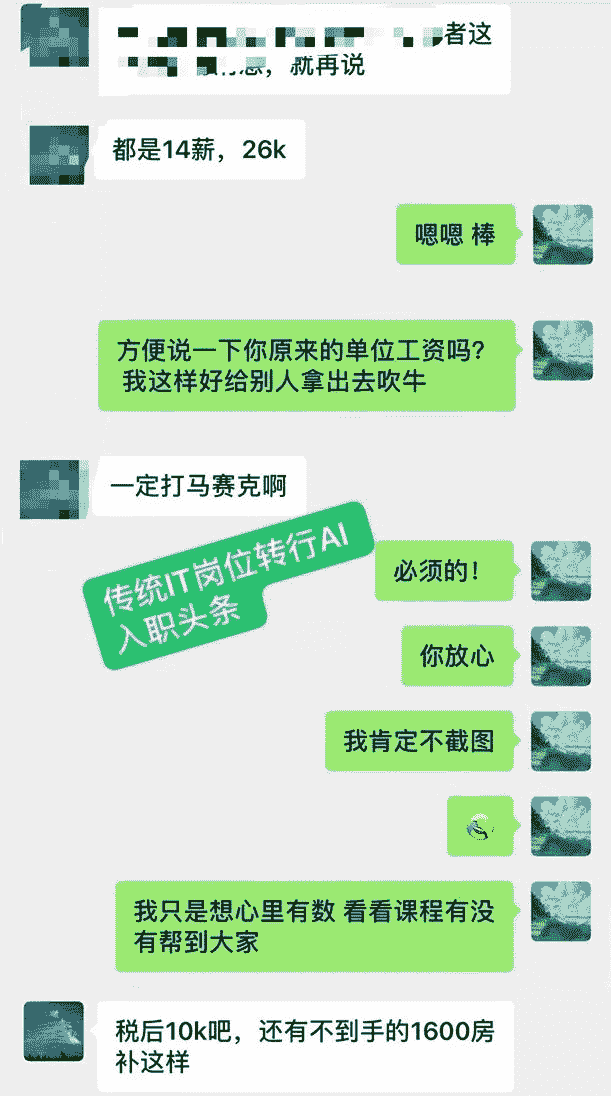 者这
就再说
都是14薪，26k
嗯嗯 棒
方便说一下你原来的单位工资吗？
我这样好给别人拿出去吹牛
一定打马赛克啊
传统IT岗位转行AI
入职头条
必须的！
你放心
我肯定不截图
我只是想心里有数 看看课程有没
有帮到大家
税后10k吧，还有不到手的1600房
补这样